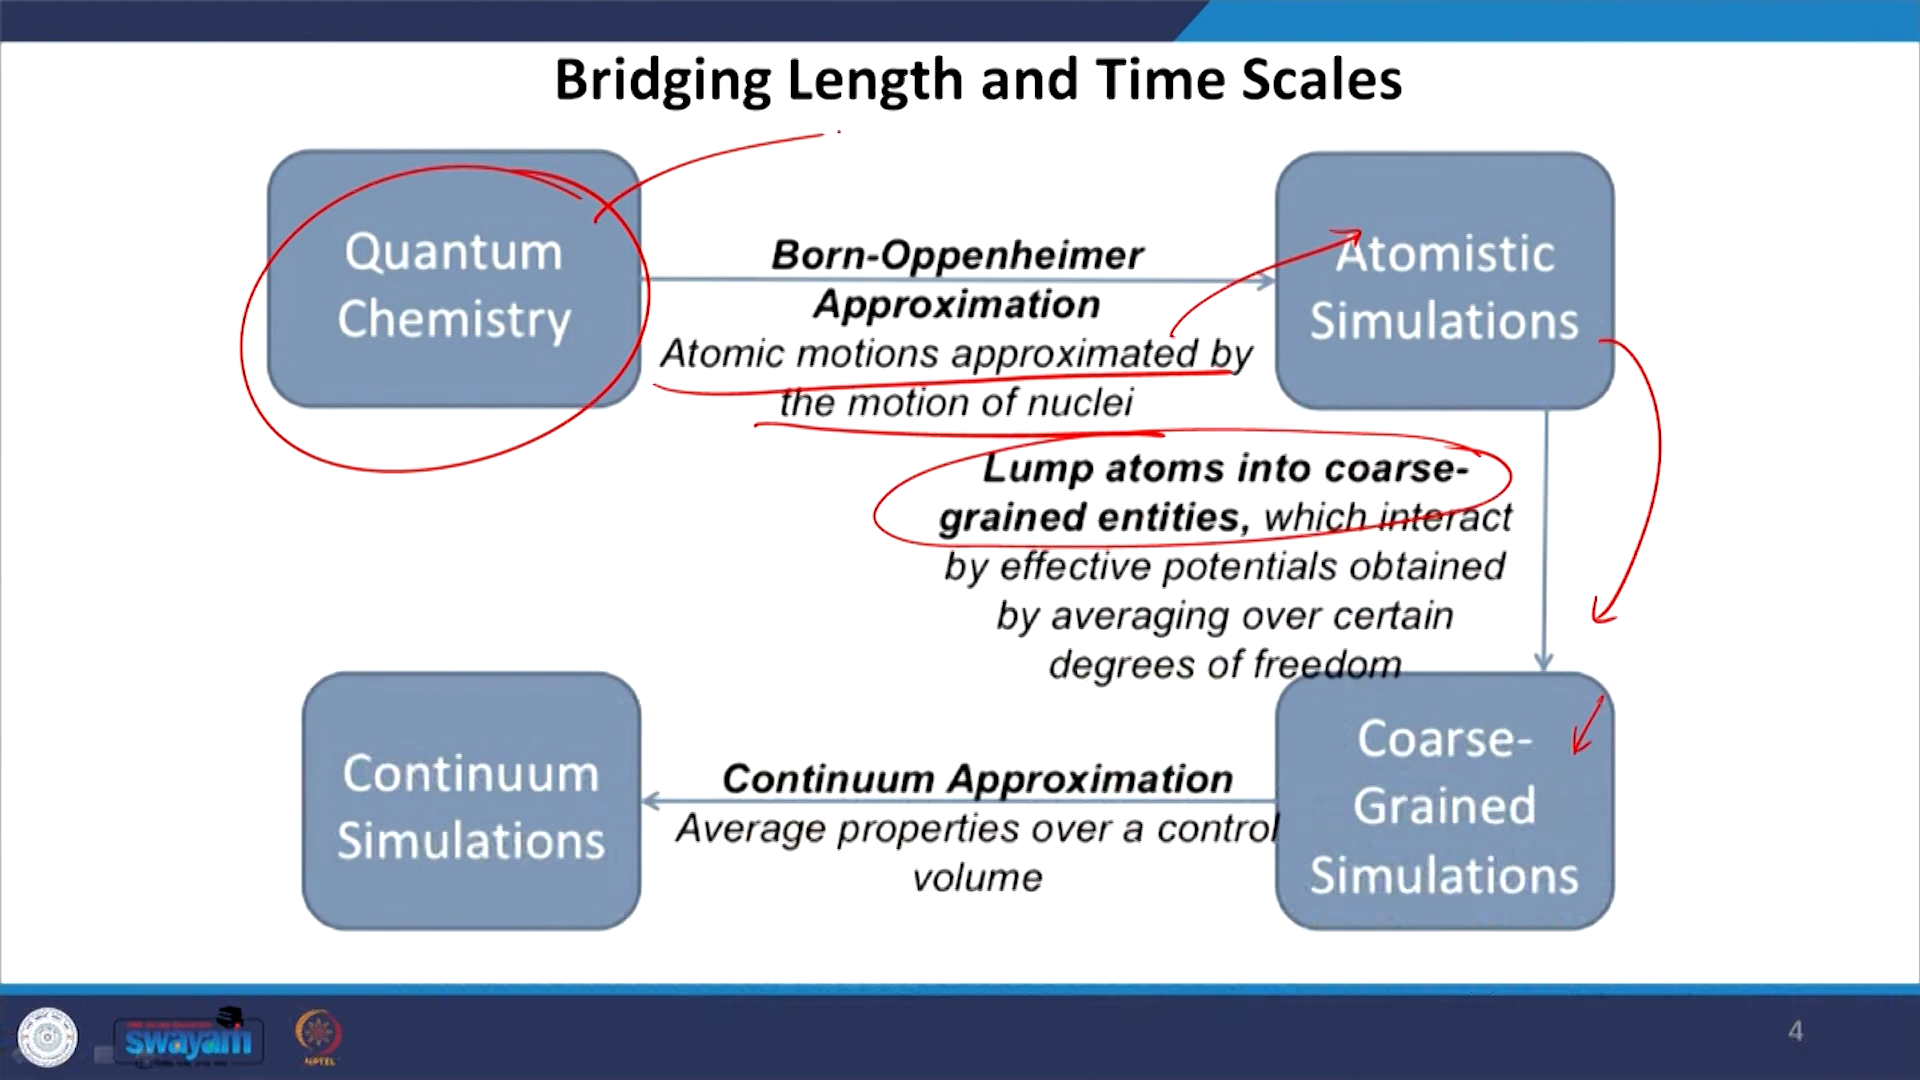 Bridging Length and Time Scales
Quantum
Chemistry
Born-Oppenheimer
Approximation
Atomic motions approximated by
the motion of nuclei
Atomistic
Simulations
Lump atoms into coarse-
grained entities, which interact
by effective potentials obtained
by averaging over certain
degrees of freedom
Continuum
Simulations
Continuum Approximation
Average properties over a control
volume
Coarse-
Grained
Simulations
swayam
NPTEL
4